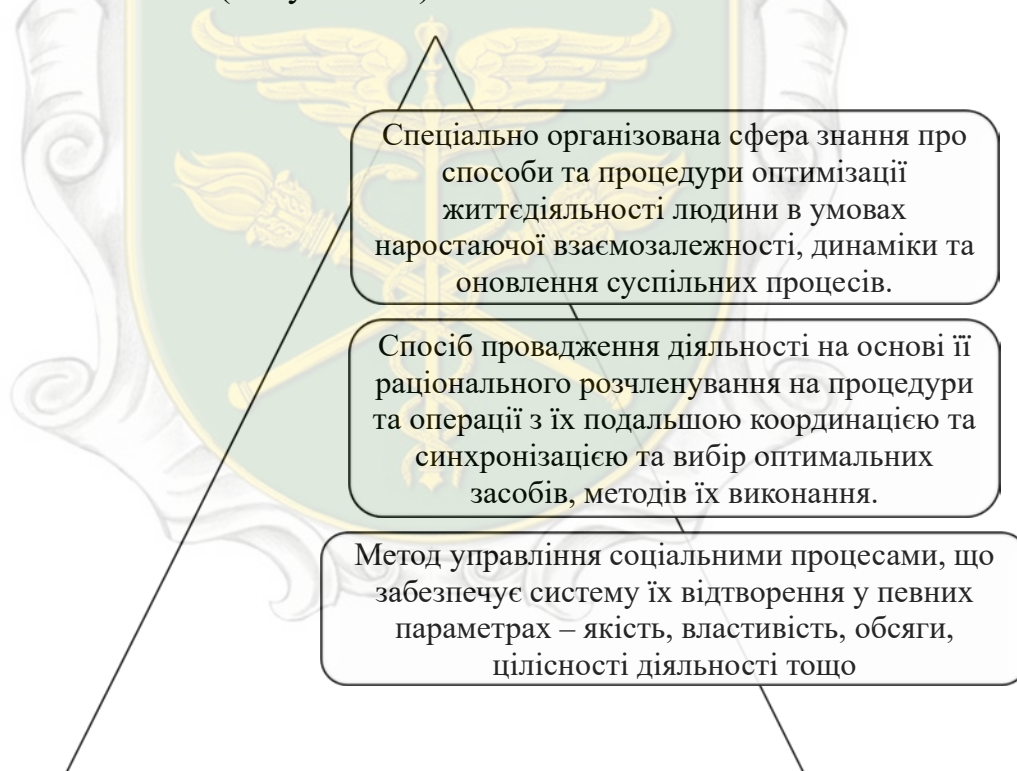 Спеціально організована сфера знання про
способи та процедури оптимізації
життєдіяльності людини в умовах
наростаючої взаємозалежності, динаміки та
оновлення суспільних процесів.
Спосіб провадження діяльності на основі її
раціонального розчленування на процедури
та операції з їх подальшою координацією та
синхронізацією та вибір оптимальних
засобів, методів їх виконання.
Метод управління соціальними процесами, що
забезпечує систему їх відтворення у певних
параметрах – якість, властивість, обсяги,
цілісності діяльності тощо